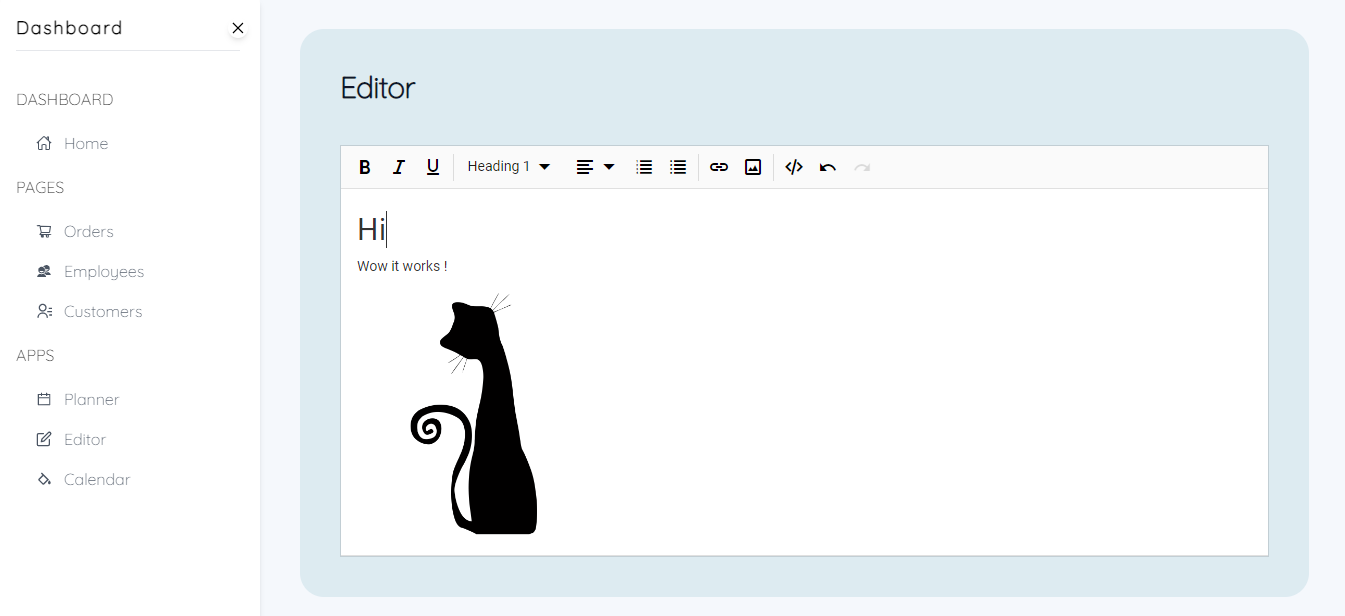 Dashboard
DASHBOARD
Home
PAGES
Orders
Employees
Customers
APPS
Planner
Editor
Calendar
Editor
B I U Heading 1
Hi
Wow it works !